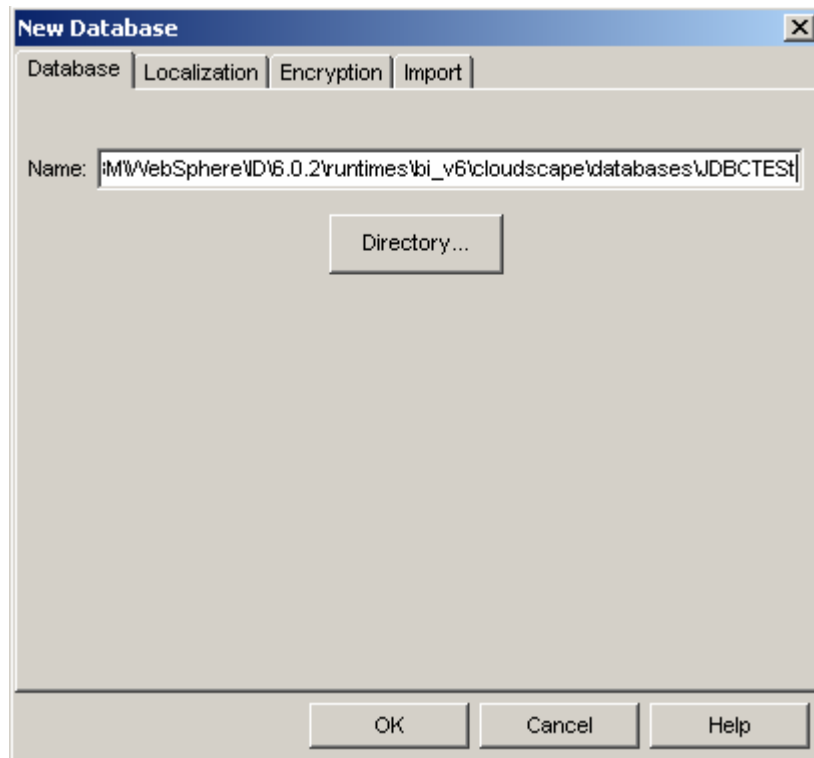 New Database
Database Localization Encryption Import
Name: iM\WebSphere\ID\6.0.2\runtimes\bi_v6\cloudscape\databases\JDBCTESt
Directory...
OK Cancel Help